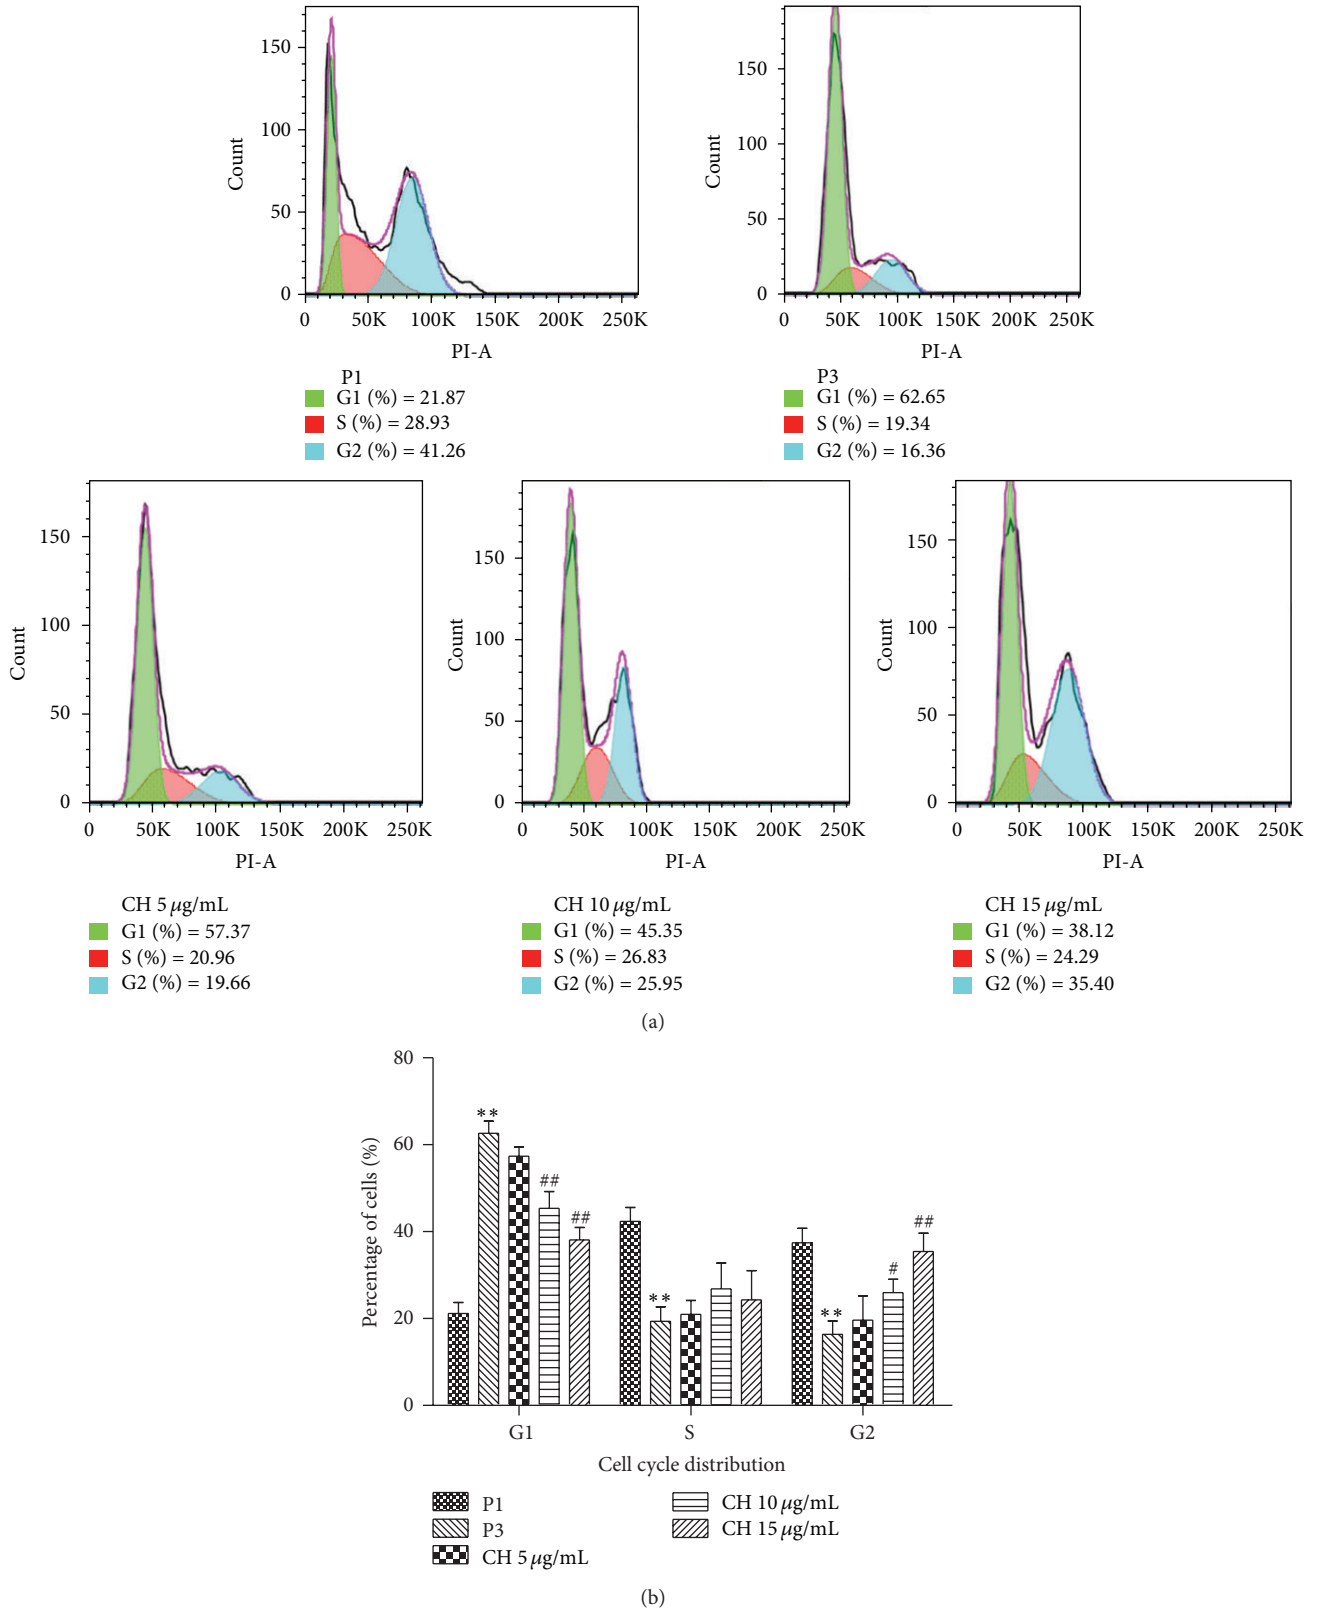 150
100
50
0
Count
0 50K 100K 150K 200K 250K
PI-A
P1
G1 (%) = 21.87
S (%) = 28.93
G2 (%) = 41.26
150
100
50
0
Count
0 50K 100K 150K 200K 250K
PI-A
P3
G1 (%) = 62.65
S (%) = 19.34
G2 (%) = 16.36
150
100
50
0
Count
0 50K 100K 150K 200K 250K
PI-A
CH 5 μg/mL
G1 (%) = 57.37
S (%) = 20.96
G2 (%) = 19.66
150
100
50
0
Count
0 50K 100K 150K 200K 250K
PI-A
CH 10 μg/mL
G1 (%) = 45.35
S (%) = 26.83
G2 (%) = 25.95
150
100
50
0
Count
0 50K 100K 150K 200K 250K
PI-A
CH 15 μg/mL
G1 (%) = 38.12
S (%) = 24.29
G2 (%) = 35.40
(a)
80
60
40
20
0
Percentage of cells (%)
**
##
##
**
**
#
##
G1 S G2
Cell cycle distribution
P1
P3
CH 5 μg/mL
CH 10 μg/mL
CH 15 μg/mL
(b)